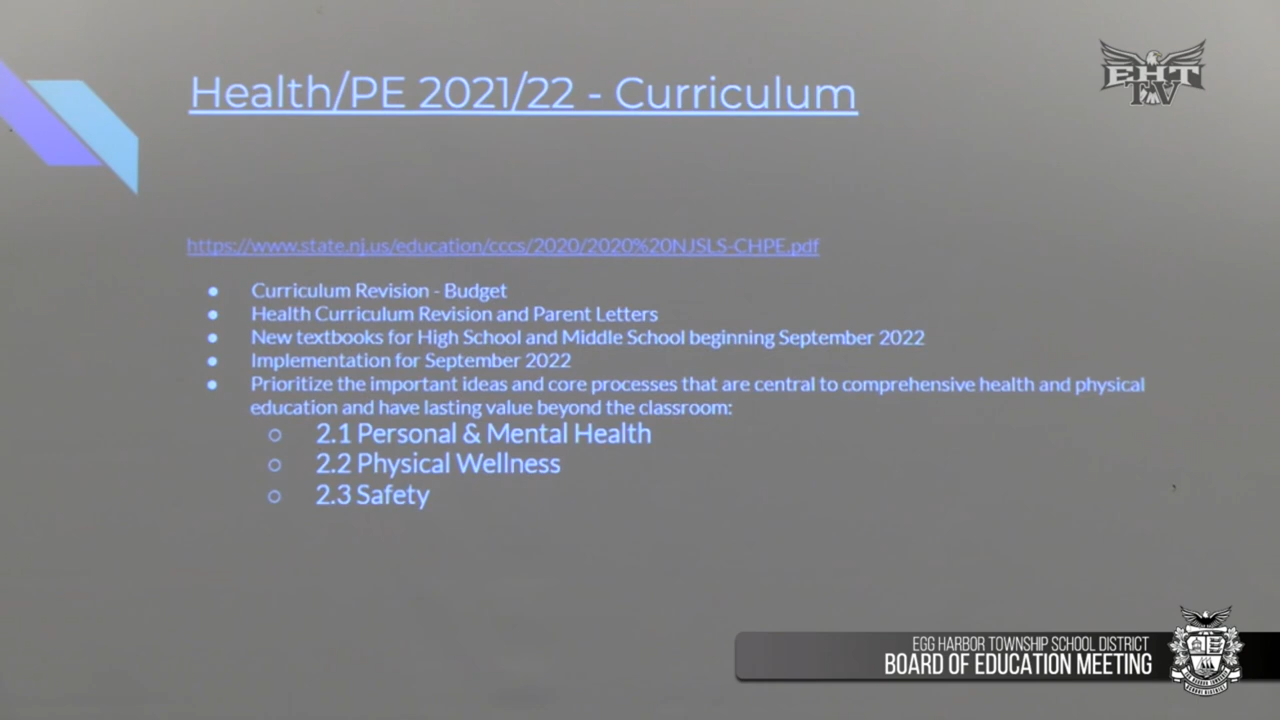 EHT
TV
Health/PE 2021/22 - Curriculum
https://www.state.nj.us/education/cccs/2020/2020%20NJSLS-CHPE.pdf
● Curriculum Revision - Budget
● Health Curriculum Revision and Parent Letters
● New textbooks for High School and Middle School beginning September 2022
● Implementation for September 2022
● Prioritize the important ideas and core processes that are central to comprehensive health and physical
education and have lasting value beyond the classroom:
○ 2.1 Personal & Mental Health
○ 2.2 Physical Wellness
○ 2.3 Safety
EGG HARBOR TOWNSHIP SCHOOL DISTRICT
BOARD OF EDUCATION MEETING